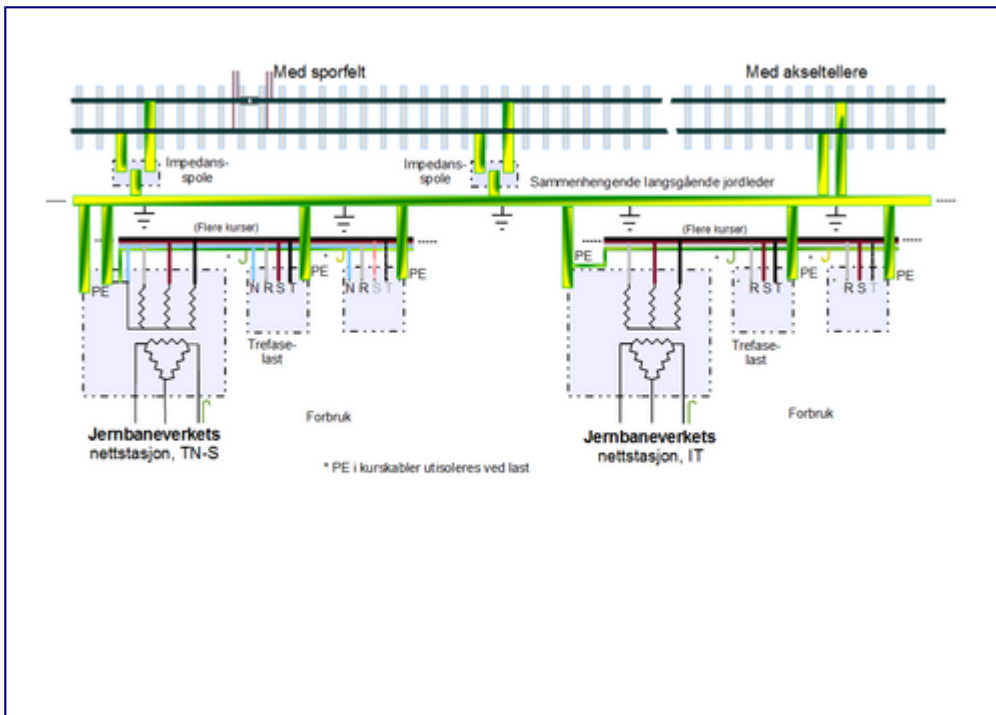 Med sporfelt
Med akseltellere
Impedans-
spole
Impedans-
spole
Sammenhengende langsgående jordleder
(Flere kurser)
(Flere kurser)
PE
PE
PE
PE
PE
PE
* *
* *
N R S T
N R S T
R S T
R S T
Trefase-
last
Trefase-
last
Forbruk
Forbruk
Jernbaneverkets
nettstasjon, TN-S
Jernbaneverkets
nettstasjon, IT
* PE i kurskabler utisoleres ved last